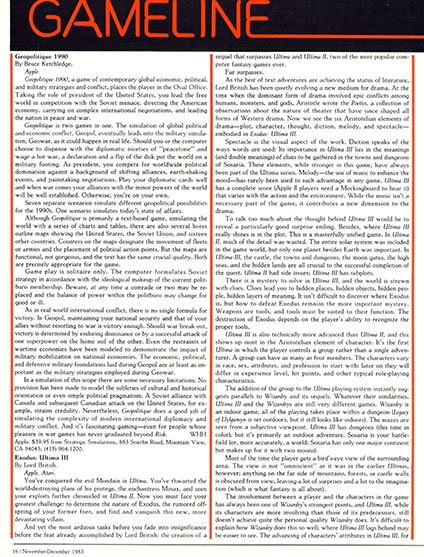 GAMELINE
Geopolitique 1990
By Bruce Ketchledge.
Apple.
Geopolitique 1990, a game of contemporary global economic, political,
and military strategies and conflict, places the player in the Oval Office.
Taking the role of president of the United States, you lead the free
world in competition with the Soviet menace, directing the American
economy, carrying on complex international negotiations, and leading
the nation in peace and war.
Geopolitique is two games in one. The simulation of global political
and economic conflict, Geopol, eventually leads into the military simula-
tion, Geowar, as it could happen in real life. Should you or the computer
choose to dispense with the diplomatic niceties of "peacetime" and
wage a hot war, a declaration and a flip of the disk put the world on a
military footing. As president, you compete for worldwide political
domination against a background of shifting alliances, earth-shaking
events, and painstaking negotiations. Play your diplomatic cards well
and when war comes your alliances with the minor powers of the world
will be well established. Otherwise, you're on your own.
Seven separate scenarios simulate different geopolitical possibilities
for the 1990s. One scenario simulates today's state of affairs.
Although Geopolitique is primarily a text-based game, simulating the
world with a series of charts and tables, there are also several hi-res
outline maps showing the United States, the Soviet Union, and sixteen
other countries. Counters on the maps designate the movement of fleets
or armies and the placement of political action points. But the maps are
functional, not gorgeous, and the text has the same crucial quality. Both
are precisely appropriate for the game.
Game play is solitaire only. The computer formulates Soviet
strategy in accordance with the ideological makeup of the current polit-
buro membership. Beware, at any time a comrade or two may be re-
placed and the balance of power within the politburo may change for
good or ill.
As in real world international conflict, there is no single formula for
victory. In Geopol, maintaining your national security and that of your
allies without resorting to war is victory enough. Should war break out,
victory is determined by enduring dominance or by a successful attack of
one superpower on the home soil of the other. Even the restraints of
wartime economies have been modeled to demonstrate the impact of
military mobilization on national economies. The economic, political,
and defensive military foundations laid during Geopol are at least as im-
portant as the military strategies employed during Geowar.
In a simulation of this scope there are some necessary limitations. No
provision has been made to model the subtleties of cultural and historical
orientation or even simple political pragmatism. A Soviet alliance with
Canada and subsequent Canadian attack on the United States, for ex-
ample, strains credulity. Nevertheless, Geopolitique does a good job of
simulating the complexity of modern international diplomacy and
military conflict. And it's fascinating gaming—even for people whose
pleasure in war games has never graduated beyond Risk. WHH
Apple, $39.95 from Strategic Simulations, 883 Stierlin Road, Mountain View,
CA 94043; (415) 964-1200.
Exodus: Ultima III
By Lord British.
Apple, Atari.
You've conquered the evil Mondain in Ultima. You've thwarted the
world-destroying plans of his protege, the enchantress Minax, and seen
your exploits further chronicled in Ultima II. Now you must face your
greatest challenge: to determine the nature of Exodus, the rumored off-
spring of your former foes, and find and vanquish this new, more
devastating villain.
And yet the most arduous tasks before you fade into insignificance
before the feat already accomplished by Lord British: the creation of a
sequel that surpasses Ultima and Ultima II, two of the most popular com-
puter fantasy games ever.
Far surpasses.
As the best of text adventures are achieving the status of literature,
Lord British has been quietly evolving a new medium for drama. At the
time when the dominant form of drama involved epic conflicts among
humans, monsters, and gods, Aristotle wrote the Poetics, a collection of
observations about the nature of theater that have since shaped all
forms of Western drama. Now we see the six Aristotelian elements of
drama—plot, character, thought, diction, melody, and spectacle—
embodied in Exodus: Ultima III.
Spectacle is the visual aspect of the work. Diction speaks of the
ways words are used: Its importance in Ultima III lies in the meanings
(and double meanings) of clues to be gathered in the towns and dungeons
of Sosaria. These elements, while stronger in this game, have always
been part of the Ultima series. Melody—the use of music to enhance the
mood—has rarely been used to such advantage in any game. Ultima III
has a complete score (Apple II players need a Mockingboard to hear it)
that varies with the action and the environment. While the music isn't a
necessary part of the game, it contributes a new dimension to the
drama.
To talk too much about the thought behind Ultima III would be to
reveal a particularly good surprise ending. Besides, where Ultima III
really shines is in the plot. This is a masterfully unified game. In Ultima
II, much of the detail was wasted. The entire solar system was included
in the game world, but only one planet besides Earth was important. In
Ultima III, the castle, the towns and dungeons, the moon gates, the high
seas, and the hidden lands are all crucial to the successful completion of
the quest. Ultima II had side issues; Ultima III has subplots.
There is a mystery to solve in Ultima III, and the world is strewn
with clues. Clues lead you to hidden places, hidden objects, hidden peo-
ple, hidden layers of meaning. It isn't difficult to discover where Exodus
is, but how to defeat Exodus remains the more important mystery.
Weapons are tools, and tools must be suited to their function. The
destruction of Exodus depends on the player's ability to recognize the
proper tools.
Ultima III is also technically more advanced than Ultima II, and this
shows up most in the Aristotelian element of character. It's the first
Ultima in which the player controls a group rather than a single adven-
turer. A group can have as many as four members. The characters vary
in race, sex, attributes, and profession to start with; later on they will
differ in experience level, hit points, and other typical role-playing
characteristics.
The addition of the group to the Ultima playing system instantly sug-
gests parallels to Wizardry and its sequels. Whatever their similarities,
Ultima III and the Wizardrys are still very different games. Wizardry is
an indoor game; all of the playing takes place within a dungeon (Legacy
of Llylgamyn is set outdoors, but it still looks like indoors). The mazes are
seen from a subjective viewpoint. Ultima III has dungeons (this time in
color), but it's primarily an outdoor adventure. Sosaria is your battle-
field (or, more accurately, a world: Sosaria has only one major continent
but makes up for it with two moons).
Most of the time the player gets a bird's-eye view of the surrounding
area. The view is not "omniscient" as it was in the earlier Ultimas,
however; anything on the far side of mountains, forests, or castle walls
is obscured from view, leaving a lot of surprises and a lot to the imagina-
tion (which is what fantasy is all about).
The involvement between a player and the characters in the game
has always been one of Wizardry's strongest points, and Ultima III, while
its characters are more involving than those of its predecessors, still
doesn't achieve quite the personal quality Wizardry does. It's difficult to
explain how Wizardry does this so well; where Ultima III lags behind may
be easier to see. The advancing of characters' attributes in Ultima III, for
16 / November-December 1983